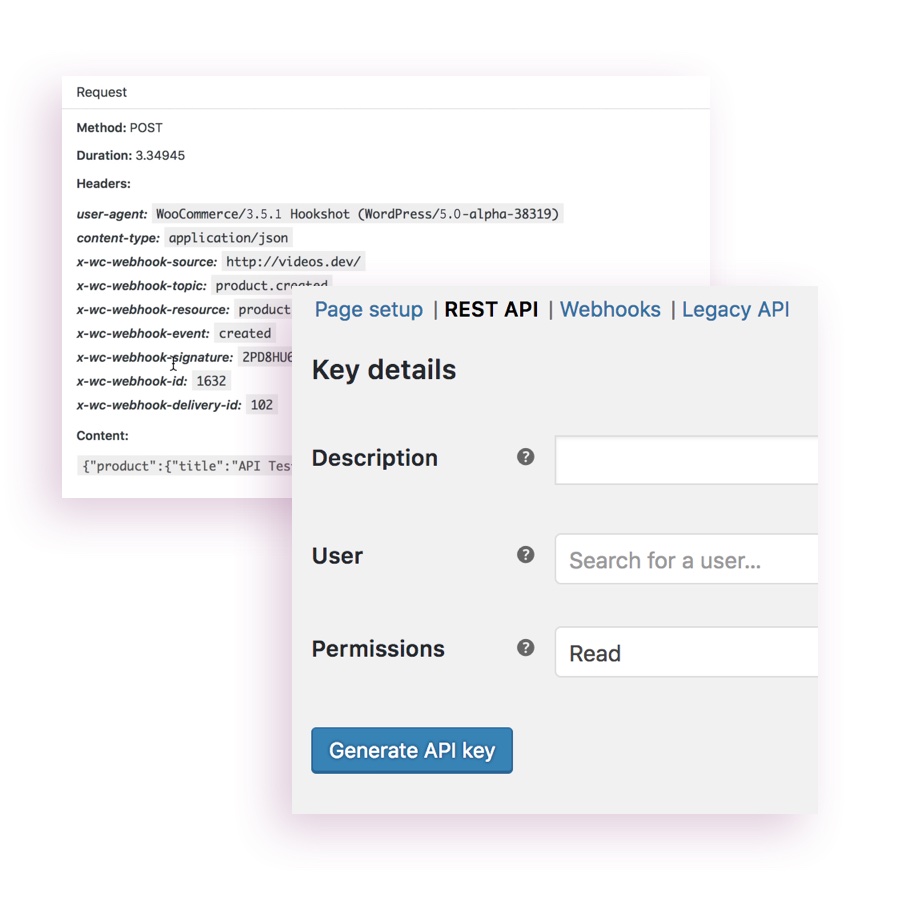 Request
Method: POST
Duration: 3.34945
Headers:
user-agent: WooCommerce/3.5.1 Hookshot (WordPress/5.0-alpha-38319)
content-type: application/json
x-wc-webhook-source: http://videos.dev/
x-wc-webhook-topic: product.created
x-wc-webhook-resource: product
x-wc-webhook-event: created
x-wc-webhook-signature: 2PD8HU6
x-wc-webhook-id: 1632
x-wc-webhook-delivery-id: 102
Content:
{"product":{"title":"API Tes
Page setup | REST API | Webhooks | Legacy API
Key details
Description ?
User ? Search for a user...
Permissions ? Read
Generate API key